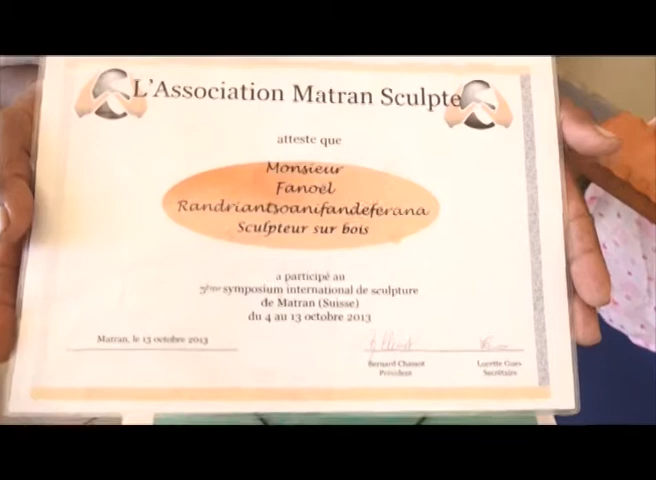 L'Association Matran Sculpte
atteste que
Monsieur
Fanoël
Randriantsoanifandeferana
Sculpteur sur bois
a participé au
symposium international de sculpture
de Matran (Suisse)
du 4 au 13 octobre 2013
Matran, le 13 octobre 2013
Bernard
Président
Lucette
Secrétaire